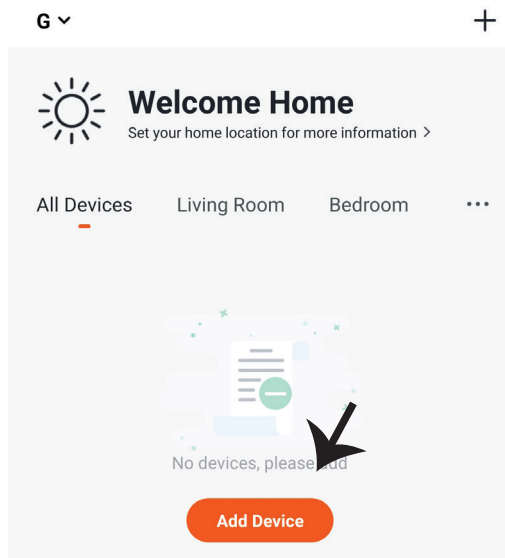 G
Welcome Home
Set your home location for more information >
All Devices Living Room Bedroom ...
No devices, please add
Add Device